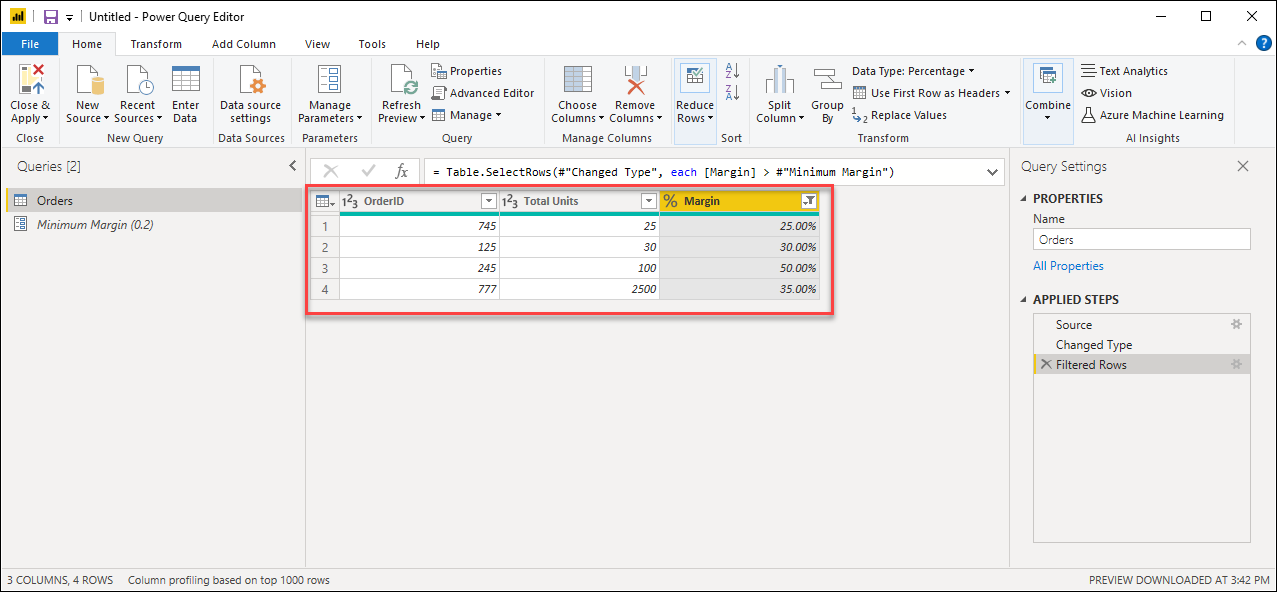 Untitled - Power Query Editor
File Home Transform Add Column View Tools Help
Close & Apply
Close
New Source
Recent Sources
Enter Data
New Query
Data source settings
Data Sources
Manage Parameters
Parameters
Refresh Preview
Properties
Advanced Editor
Manage
Query
Choose Columns
Remove Columns
Manage Columns
Reduce Rows
Sort
Split Column
Group By
Data Type: Percentage
Use First Row as Headers
Replace Values
Transform
Combine
Text Analytics
Vision
Azure Machine Learning
AI Insights
Queries [2]
Orders
Minimum Margin (0.2)
= Table.SelectRows(#"Changed Type", each [Margin] > #"Minimum Margin")
OrderID Total Units Margin
1 745 25 25.00%
2 125 30 30.00%
3 245 100 50.00%
4 777 2500 35.00%
Query Settings
PROPERTIES
Name
Orders
All Properties
APPLIED STEPS
Source
Changed Type
Filtered Rows
3 COLUMNS, 4 ROWS Column profiling based on top 1000 rows
PREVIEW DOWNLOADED AT 3:42 PM